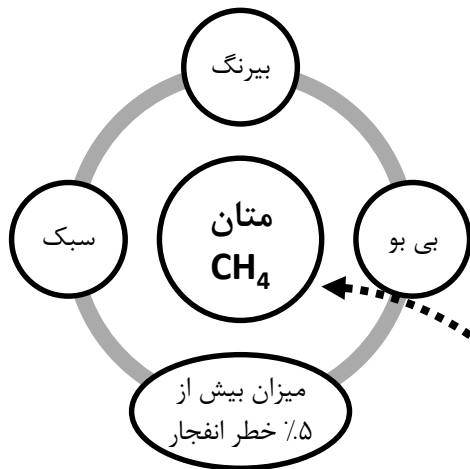 بیرنگ
متان
CH₄
بی بو
سبک
میزان بیش از
٪۵ خطر انفجار